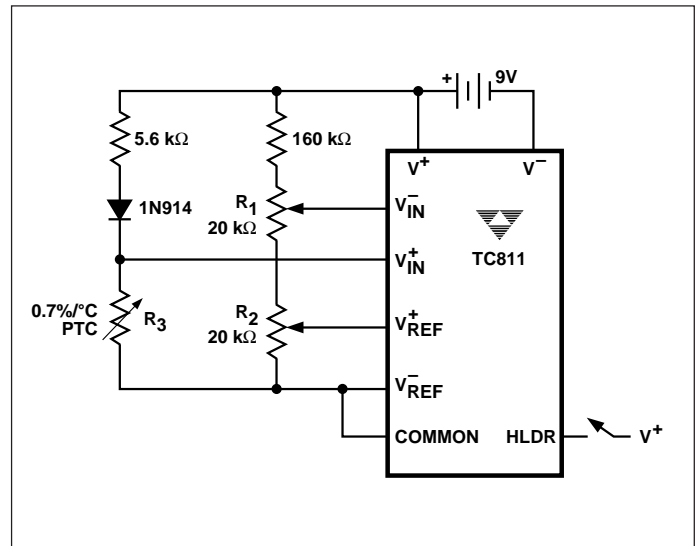 + 9V
5.6 kΩ
160 kΩ
V+ V−
1N914
R1
20 kΩ
V−IN
V+IN
TC811
0.7%/°C
PTC
R3
R2
20 kΩ
V+REF
V−REF
COMMON
HLDR
V+